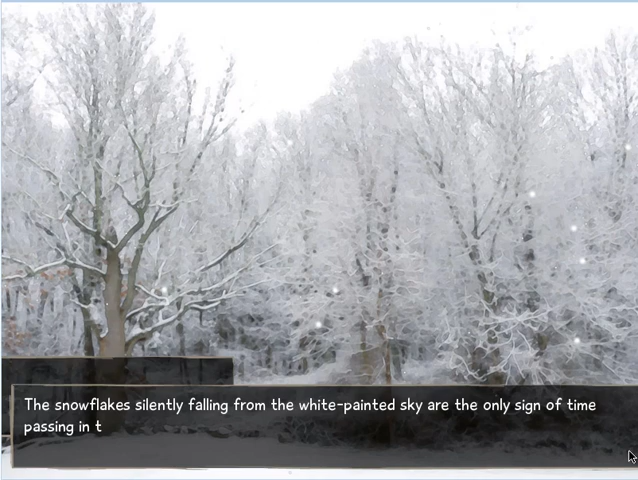 The snowflakes silently falling from the white-painted sky are the only sign of time
passing in t